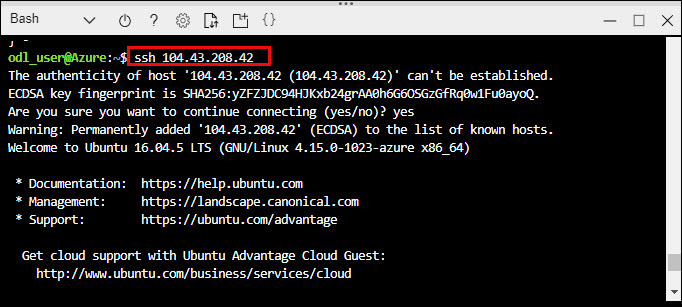 Bash
odl_user@Azure:~$ ssh 104.43.208.42
The authenticity of host '104.43.208.42 (104.43.208.42)' can't be established.
ECDSA key fingerprint is SHA256:yZFZJDC94HJKxb24grAA0h6G6OSGzGfRq0w1Fu0ayoQ.
Are you sure you want to continue connecting (yes/no)? yes
Warning: Permanently added '104.43.208.42' (ECDSA) to the list of known hosts.
Welcome to Ubuntu 16.04.5 LTS (GNU/Linux 4.15.0-1023-azure x86_64)
* Documentation:  https://help.ubuntu.com
* Management:     https://landscape.canonical.com
* Support:        https://ubuntu.com/advantage
Get cloud support with Ubuntu Advantage Cloud Guest:
http://www.ubuntu.com/business/services/cloud